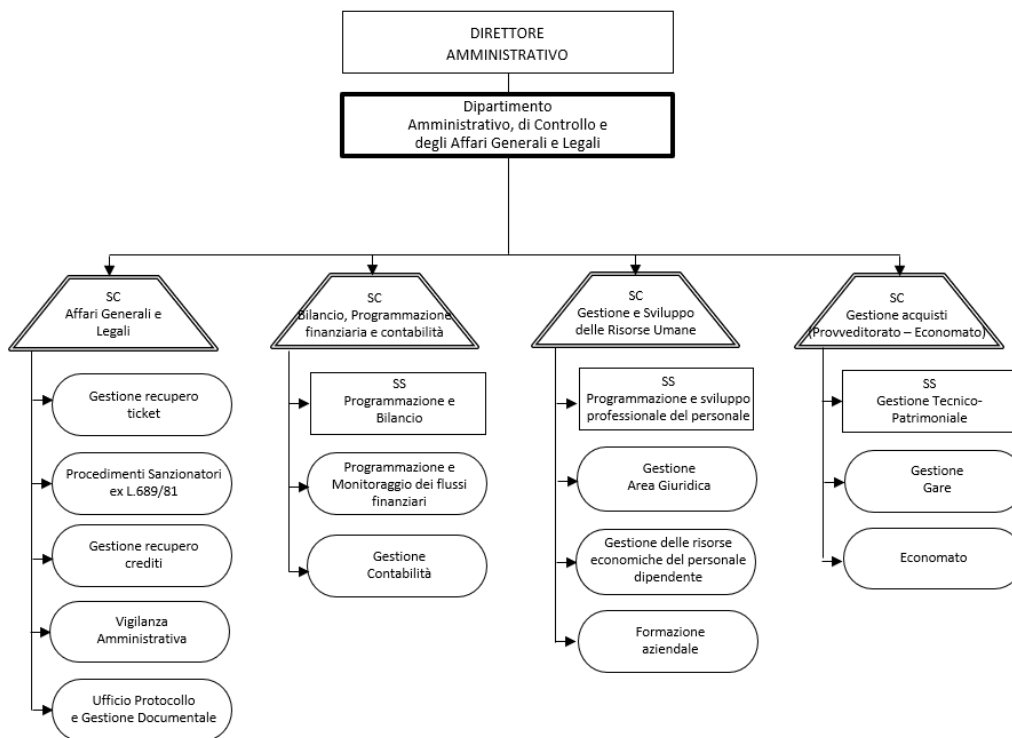 DIRETTORE
AMMINISTRATIVO
Dipartimento
Amministrativo, di Controllo e
degli Affari Generali e Legali
SC
Affari Generali e
Legali
Gestione recupero
ticket
Procedimenti Sanzionatori
ex L.689/81
Gestione recupero
crediti
Vigilanza
Amministrativa
Ufficio Protocollo
e Gestione Documentale
SC
Bilancio, Programmazione
finanziaria e contabilità
SS
Programmazione e
Bilancio
Programmazione e
Monitoraggio dei flussi
finanziari
Gestione
Contabilità
SC
Gestione e Sviluppo
delle Risorse Umane
SS
Programmazione e sviluppo
professionale del personale
Gestione
Area Giuridica
Gestione delle risorse
economiche del personale
dipendente
Formazione
aziendale
SC
Gestione acquisti
(Provveditorato – Economato)
SS
Gestione Tecnico-
Patrimoniale
Gestione
Gare
Economato